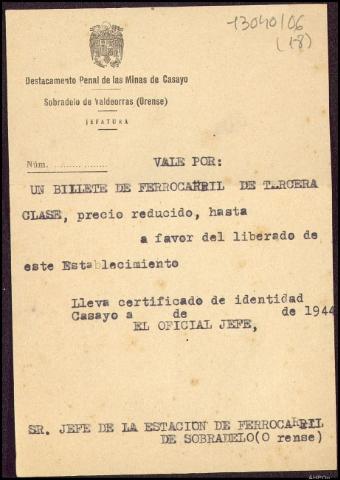 13040/06
(18)
Destacamento Penal de las Minas de Casayo
Sobradelo de Valdeorras (Orense)
JEFATURA
Núm. .....................
VALE POR:
UN BILLETE DE FERROCARRIL DE TERCERA
CLASE, precio reducido, hasta
a favor del liberado de
este Establecimiento
Lleva certificado de identidad
Casayo a de de 1944
EL OFICIAL JEFE,
SR. JEFE DE LA ESTACION DE FERROCARRIL
DE SOBRADELO(O rense)